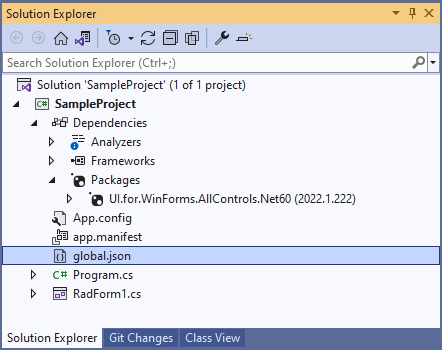 Solution Explorer
Search Solution Explorer (Ctrl+;)
Solution 'SampleProject' (1 of 1 project)
C# SampleProject
Dependencies
Analyzers
Frameworks
Packages
UI.for.WinForms.AllControls.Net60 (2022.1.222)
App.config
app.manifest
global.json
C# Program.cs
RadForm1.cs
Solution Explorer Git Changes Class View